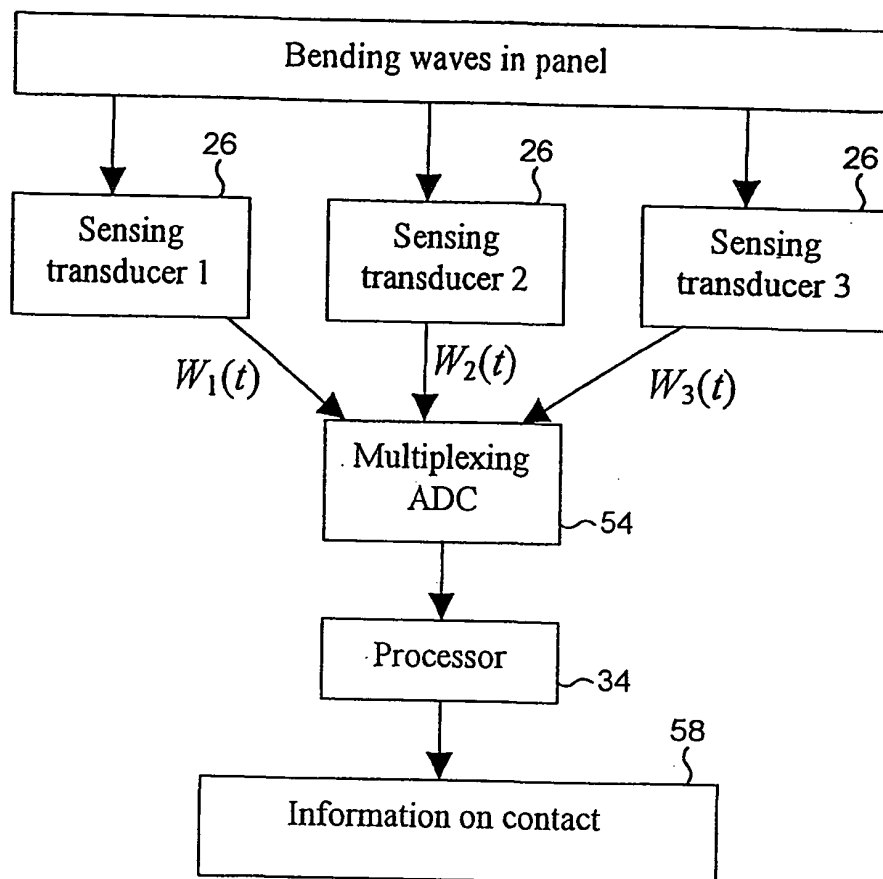 Bending waves in panel
26
26
26
Sensing
transducer 1
Sensing
transducer 2
Sensing
transducer 3
W₁(t)
W₂(t)
W₃(t)
Multiplexing
ADC
54
Processor
34
58
Information on contact